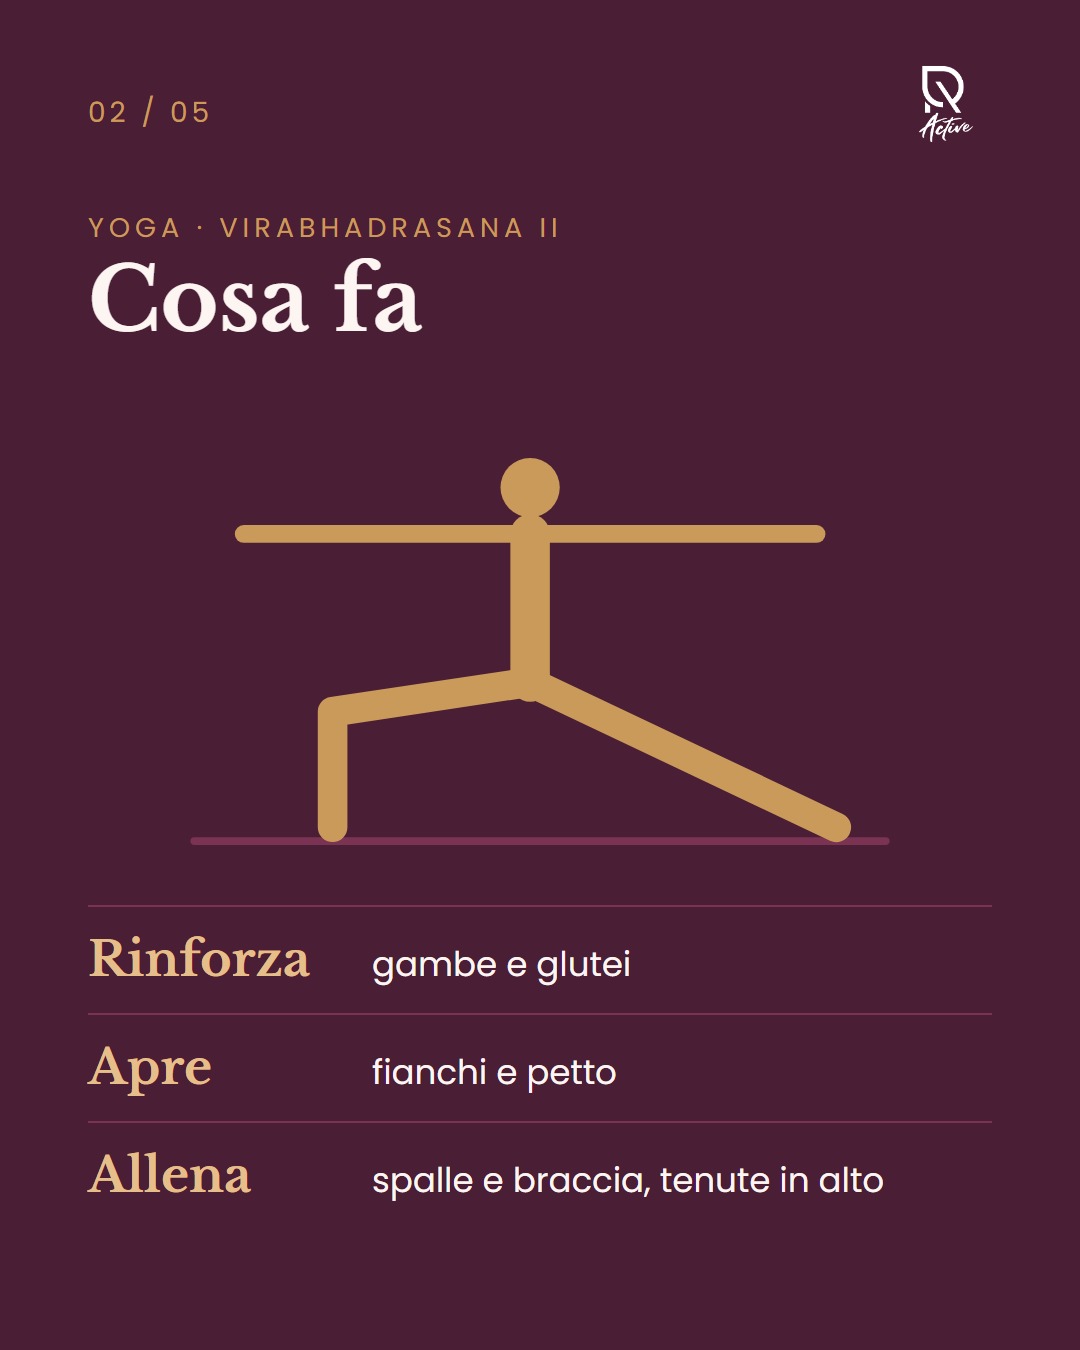 02 / 05
R
Active
YOGA · VIRABHADRASANA II
Cosa fa
Rinforza gambe e glutei
Apre fianchi e petto
Allena spalle e braccia, tenute in alto